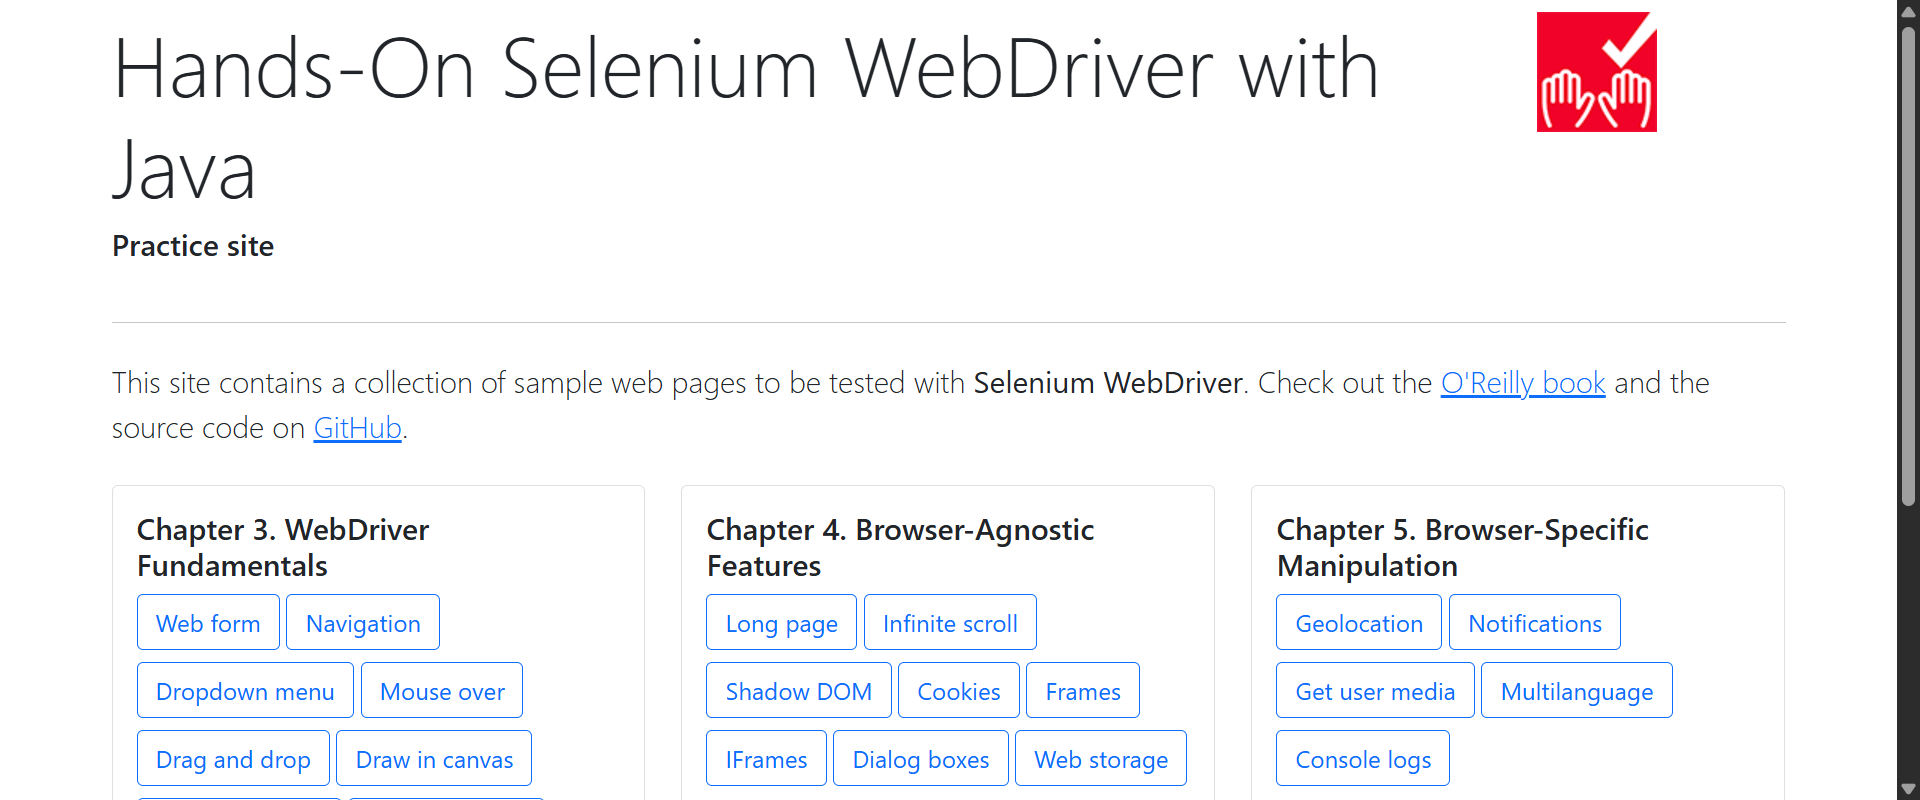 Hands-On Selenium WebDriver with
Java
Practice site
This site contains a collection of sample web pages to be tested with Selenium WebDriver. Check out the O'Reilly book and the
source code on GitHub.
Chapter 3. WebDriver
Fundamentals
Web form
Navigation
Dropdown menu
Mouse over
Drag and drop
Draw in canvas
Chapter 4. Browser-Agnostic
Features
Long page
Infinite scroll
Shadow DOM
Cookies
Frames
IFrames
Dialog boxes
Web storage
Chapter 5. Browser-Specific
Manipulation
Geolocation
Notifications
Get user media
Multilanguage
Console logs